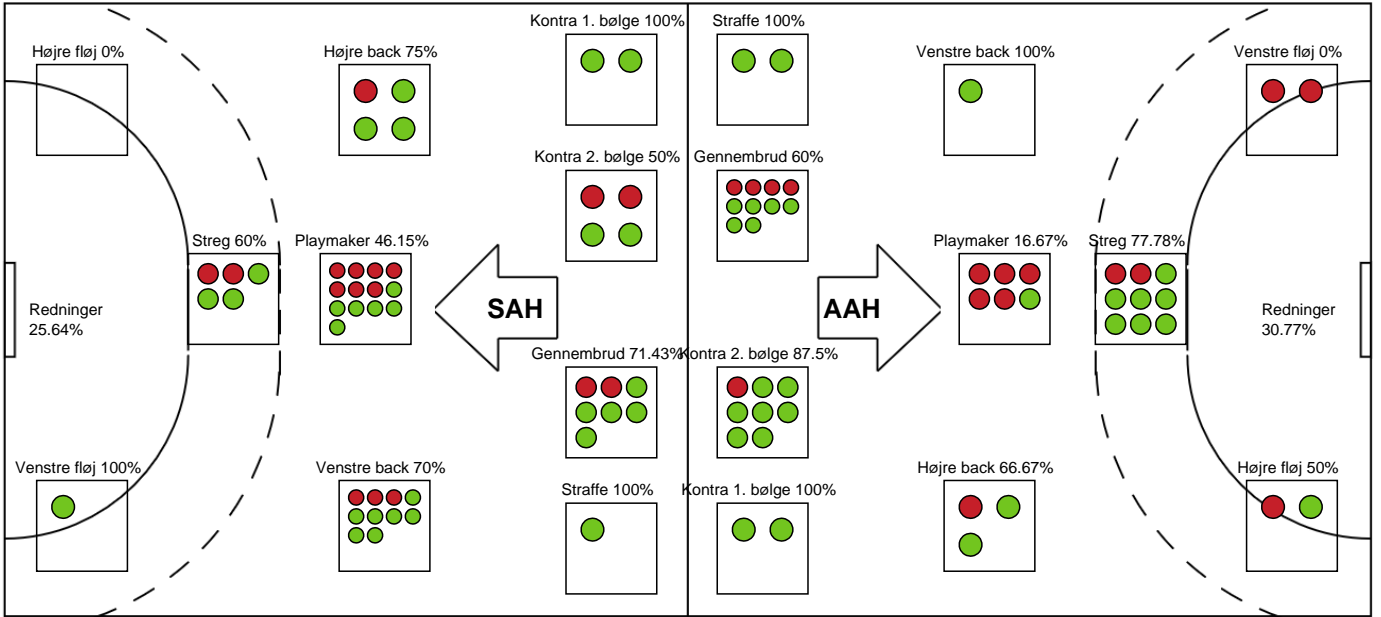 Kontra 1. bølge 100%
Straffe 100%
Højre fløj 0%
Højre back 75%
Venstre back 100%
Venstre fløj 0%
Kontra 2. bølge 50%
Gennembrud 60%
Streg 60%
Playmaker 46.15%
Playmaker 16.67%
Streg 77.78%
Redninger
25.64%
SAH
AAH
Redninger
30.77%
Gennembrud 71.43%
Kontra 2. bølge 87.5%
Venstre fløj 100%
Venstre back 70%
Straffe 100%
Kontra 1. bølge 100%
Højre back 66.67%
Højre fløj 50%